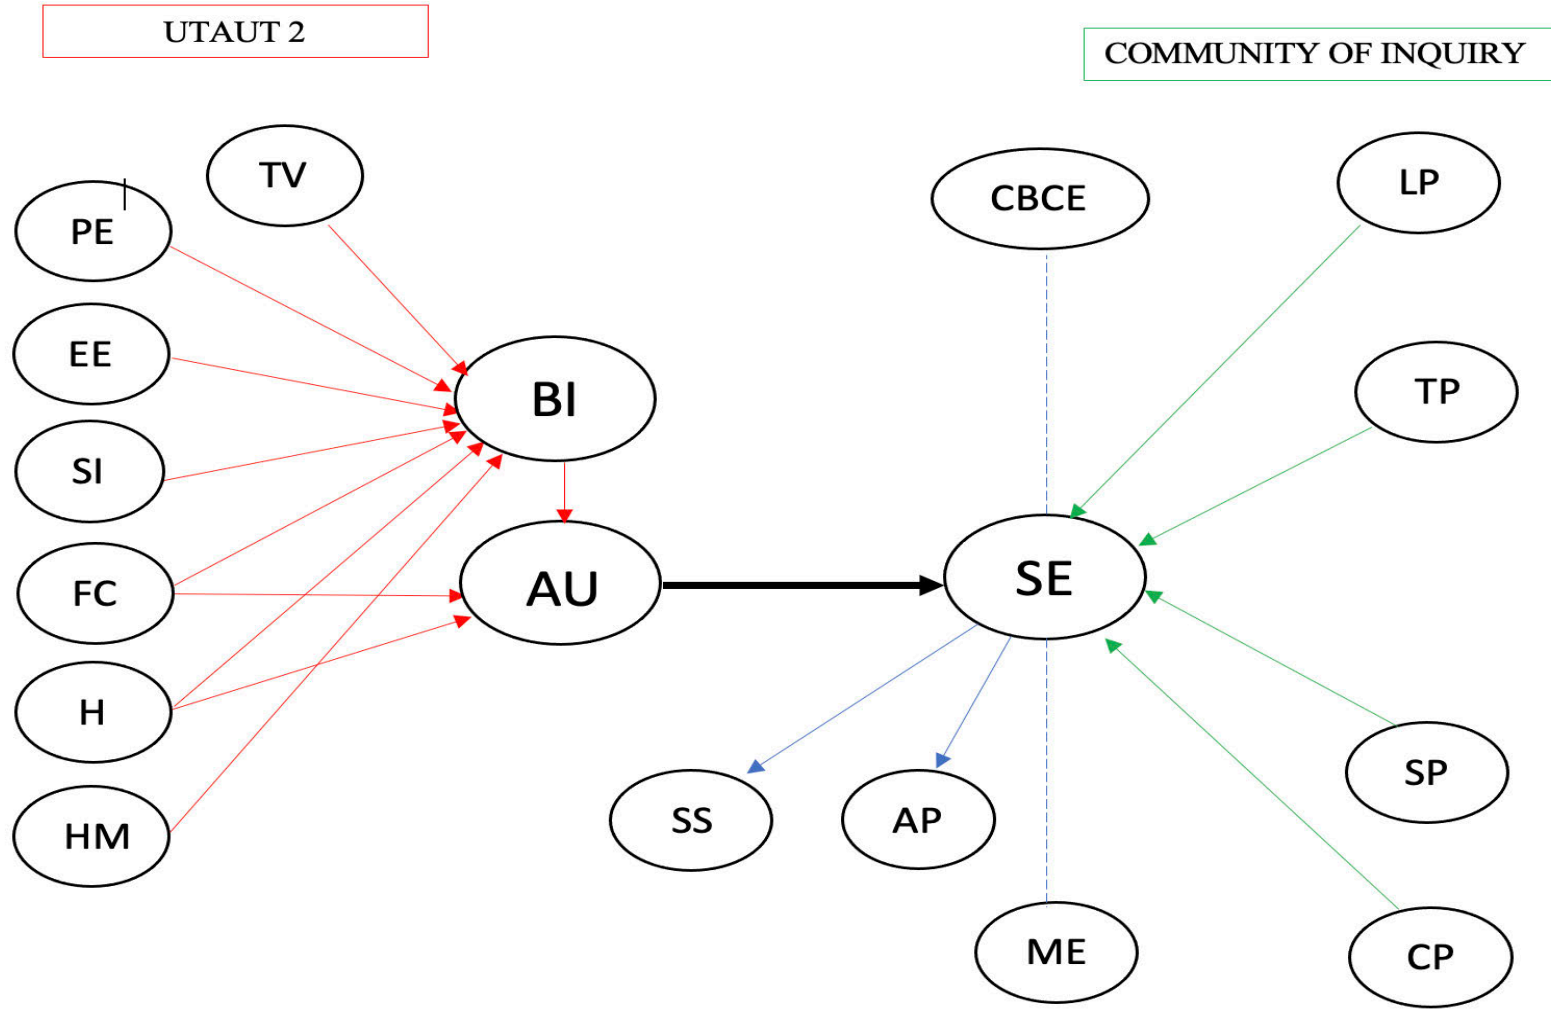 UTAUT 2
COMMUNITY OF INQUIRY
TV
PE
EE
SI
FC
H
HM
BI
AU
CBCE
LP
TP
SE
SS
AP
ME
SP
CP